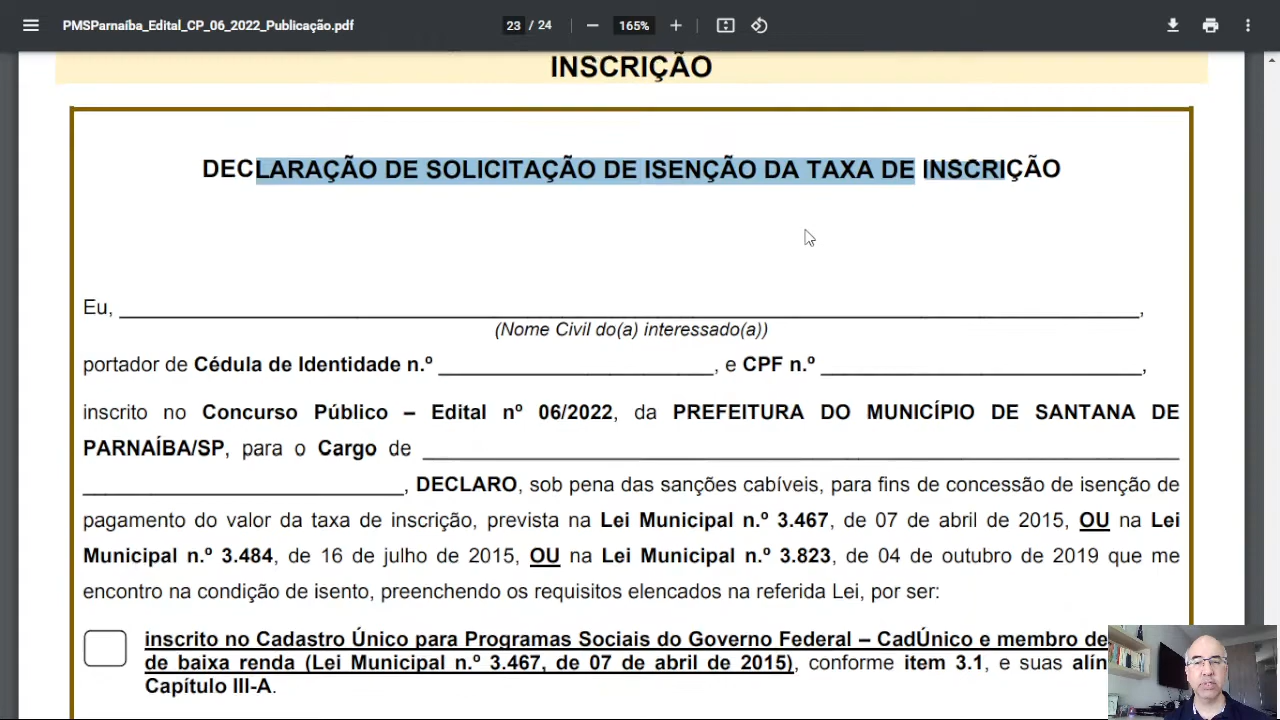 PMSParnaíba_Edital_CP_06_2022_Publicação.pdf
23 / 24
165%
INSCRIÇÃO
DECLARAÇÃO DE SOLICITAÇÃO DE ISENÇÃO DA TAXA DE INSCRIÇÃO
Eu, ,
(Nome Civil do(a) interessado(a))
portador de Cédula de Identidade n.º , e CPF n.º ,
inscrito no Concurso Público – Edital nº 06/2022, da PREFEITURA DO MUNICÍPIO DE SANTANA DE
PARNAÍBA/SP, para o Cargo de
, DECLARO, sob pena das sanções cabíveis, para fins de concessão de isenção de
pagamento do valor da taxa de inscrição, prevista na Lei Municipal n.º 3.467, de 07 de abril de 2015, OU na Lei
Municipal n.º 3.484, de 16 de julho de 2015, OU na Lei Municipal n.º 3.823, de 04 de outubro de 2019 que me
encontro na condição de isento, preenchendo os requisitos elencados na referida Lei, por ser:
inscrito no Cadastro Único para Programas Sociais do Governo Federal – CadÚnico e membro de
de baixa renda (Lei Municipal n.º 3.467, de 07 de abril de 2015), conforme item 3.1, e suas alín
Capítulo III-A.